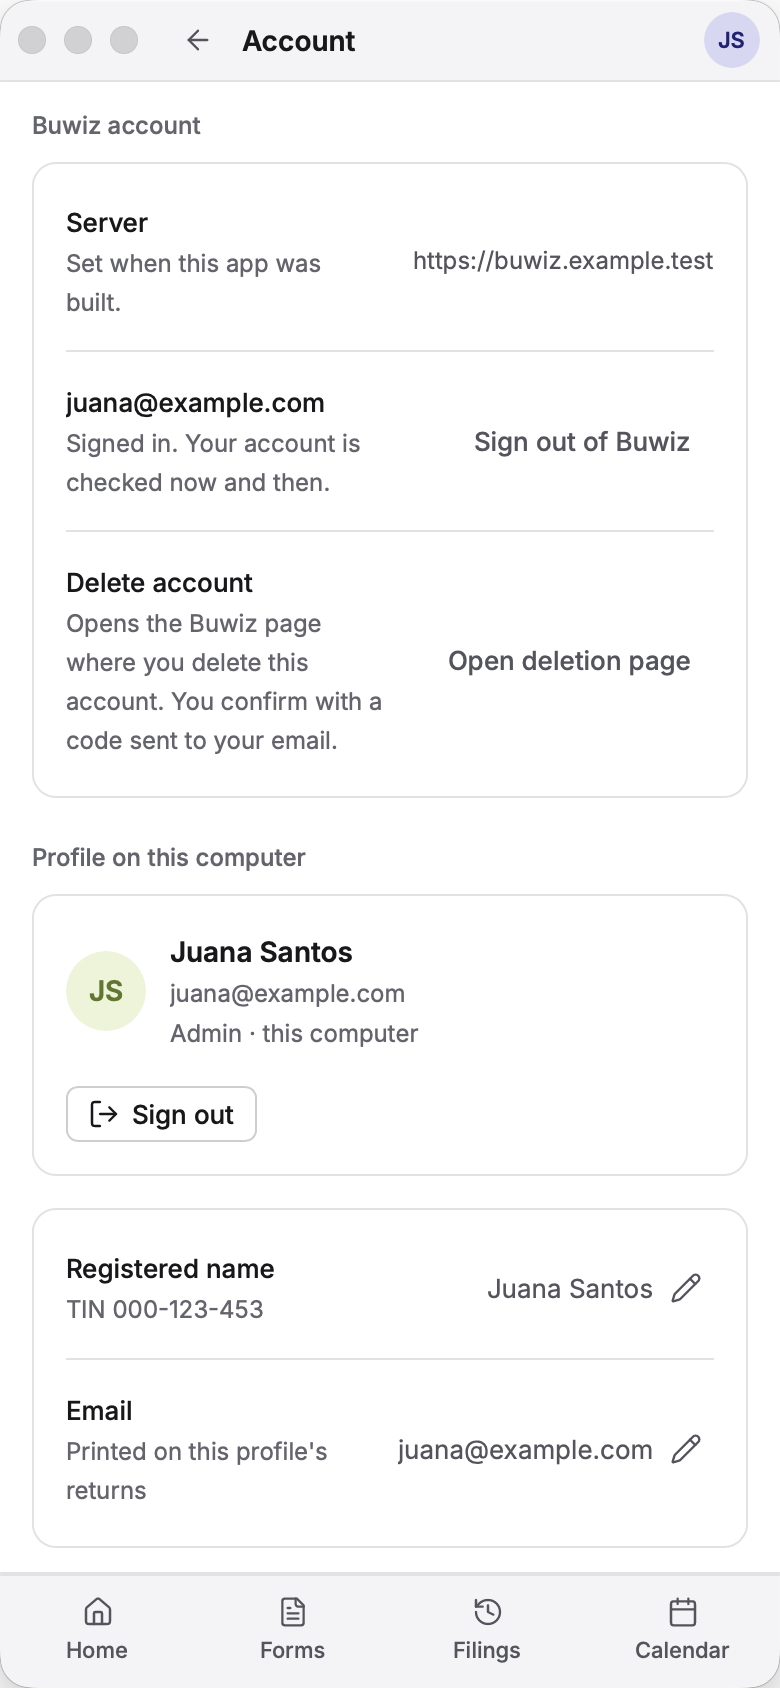 Account
JS
Buwiz account
Server
Set when this app was
built.
https://buwiz.example.test
juana@example.com
Signed in. Your account is
checked now and then.
Sign out of Buwiz
Delete account
Opens the Buwiz page
where you delete this
account. You confirm with a
code sent to your email.
Open deletion page
Profile on this computer
JS
Juana Santos
juana@example.com
Admin · this computer
Sign out
Registered name
TIN 000-123-453
Juana Santos
Email
Printed on this profile's
returns
juana@example.com
Home
Forms
Filings
Calendar